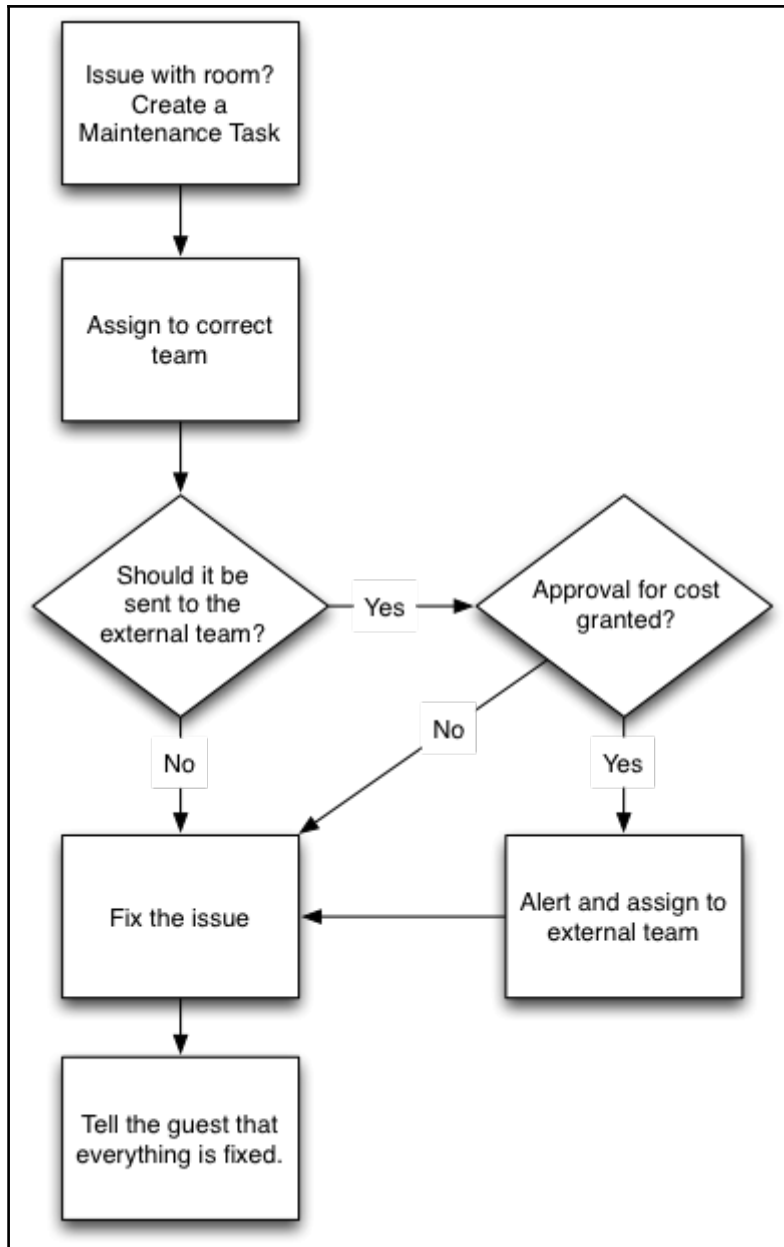 Issue with room?
Create a
Maintenance Task
Assign to correct
team
Should it be
sent to the
external team?
Yes
Approval for cost
granted?
No
No
Yes
Fix the issue
Alert and assign to
external team
Tell the guest that
everything is fixed.